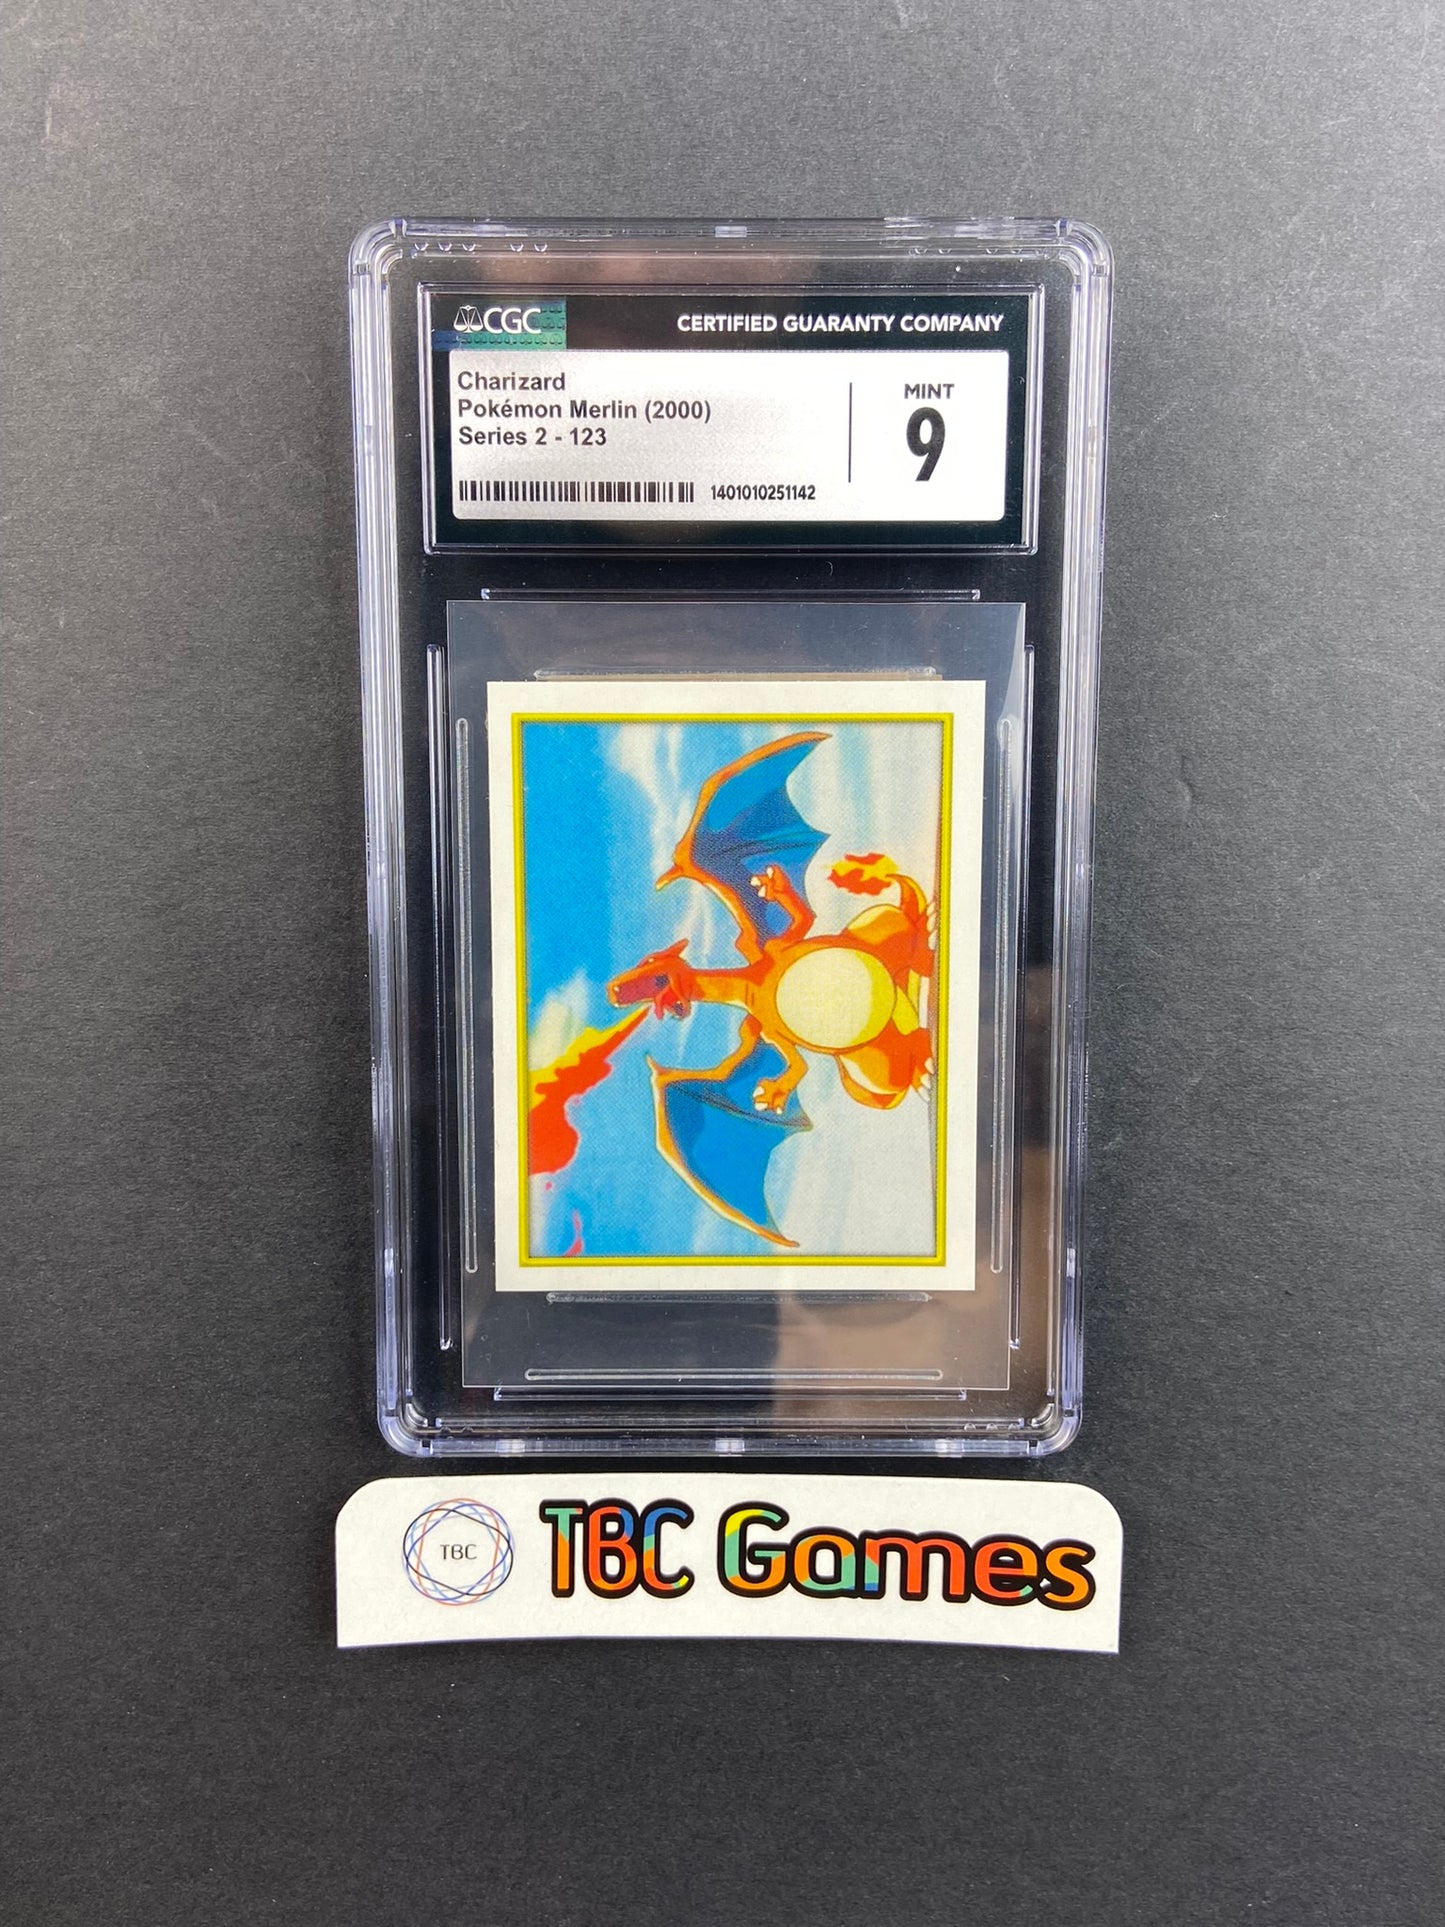 CGC
CERTIFIED GUARANTY COMPANY
Charizard
Pokémon Merlin (2000)
Series 2 - 123
1401010251142
MINT
9
TBC
TBC Games